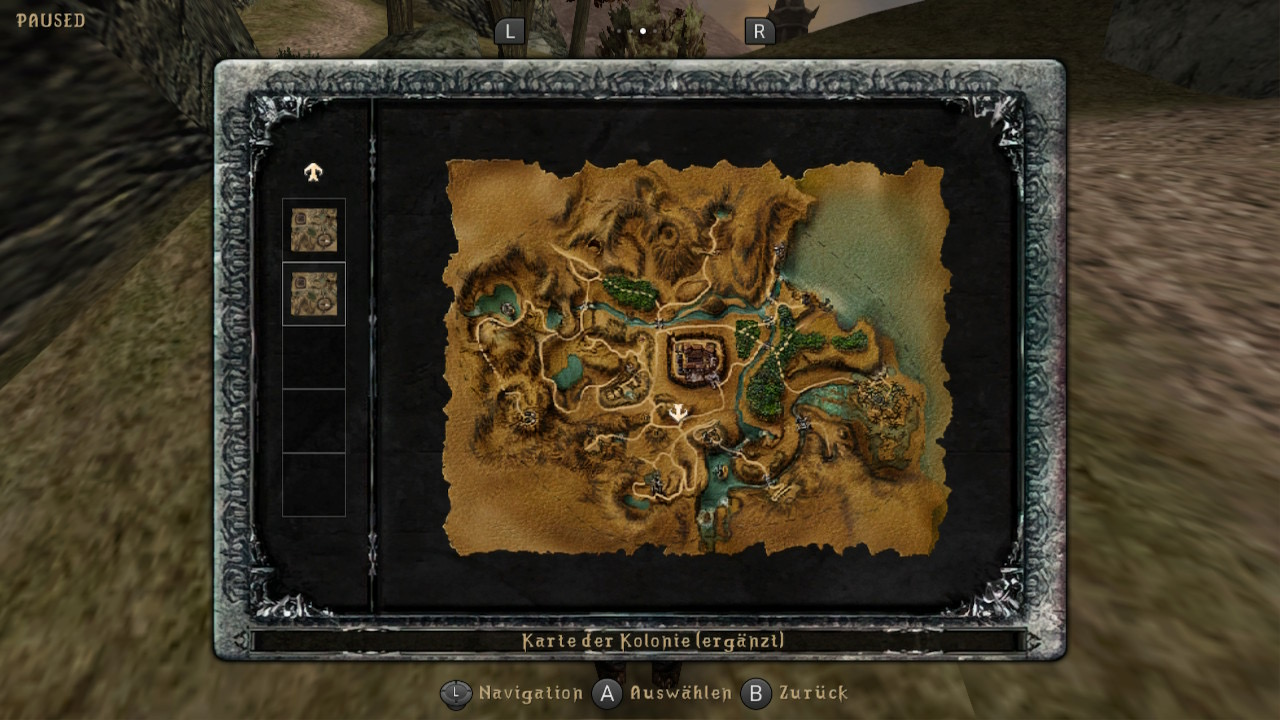 PAUSED
L
R
Karte der Kolonie (ergänzt)
L Navigation A Auswählen B Zurück